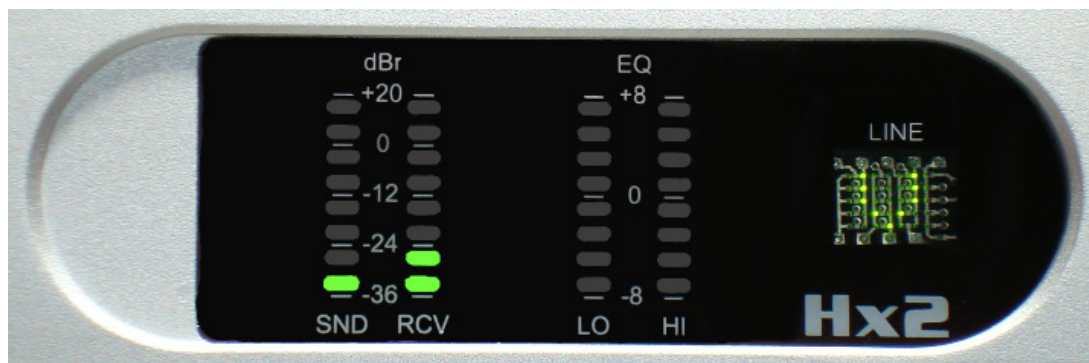 dBr
+20
0
-12
-24
-36
SND RCV
EQ
+8
0
-8
LO HI
LINE
Hx2